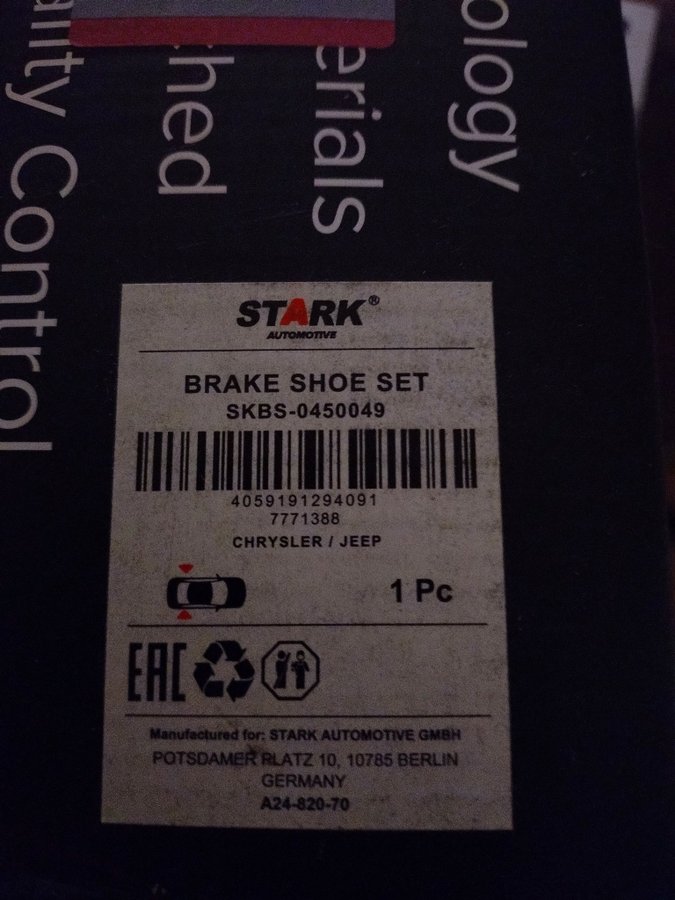 ality Control
ched
erials
ology
STARK®
AUTOMOTIVE
BRAKE SHOE SET
SKBS-0450049
4059191294091
7771388
CHRYSLER / JEEP
1 Pc
EAC
Manufactured for: STARK AUTOMOTIVE GMBH
POTSDAMER PLATZ 10, 10785 BERLIN
GERMANY
A24-820-70